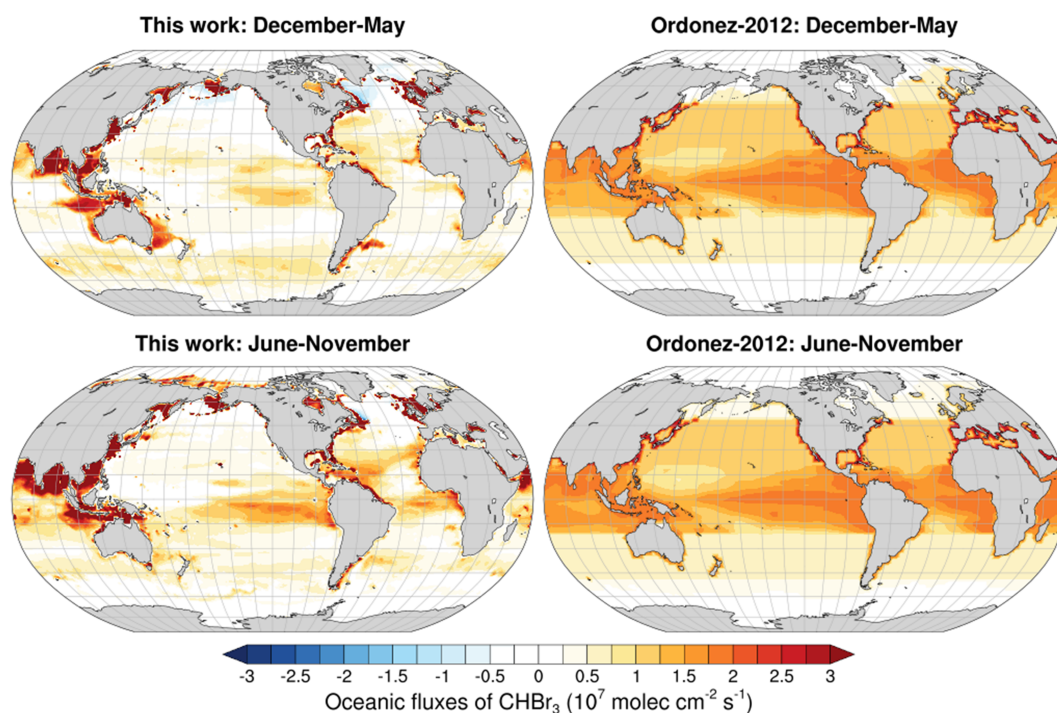 This work: December-May
Ordonez-2012: December-May
This work: June-November
Ordonez-2012: June-November
-3 -2.5 -2 -1.5 -1 -0.5 0 0.5 1 1.5 2 2.5 3
Oceanic fluxes of CHBr₃ (10⁷ molec cm⁻² s⁻¹)